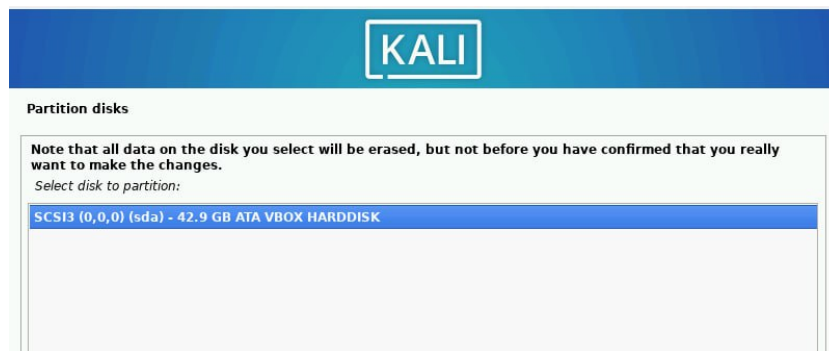 KALI
Partition disks
Note that all data on the disk you select will be erased, but not before you have confirmed that you really
want to make the changes.
Select disk to partition:
SCSI3 (0,0,0) (sda) - 42.9 GB ATA VBOX HARDDISK